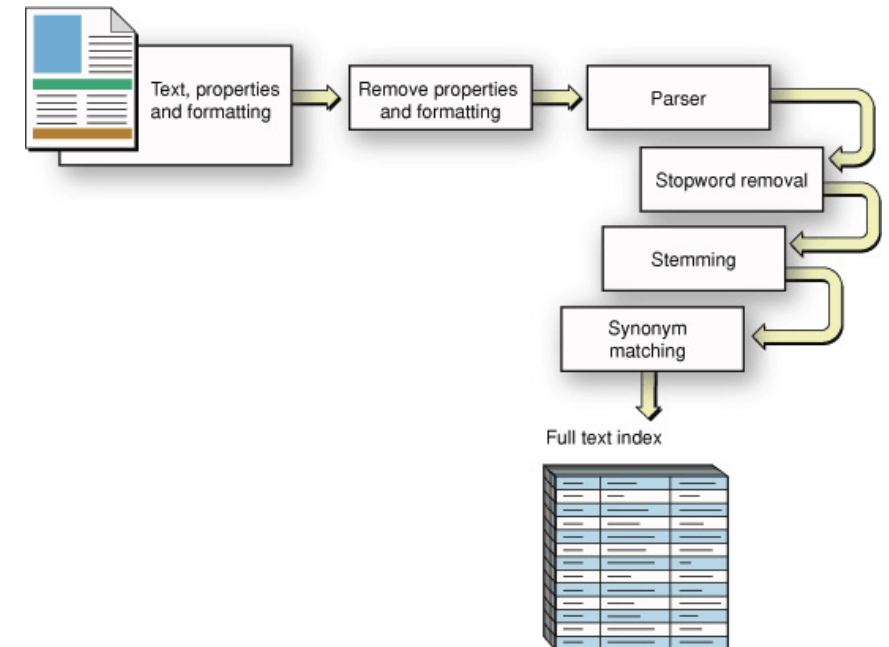 Text, properties
and formatting
Remove properties
and formatting
Parser
Stopword removal
Stemming
Synonym
matching
Full text index